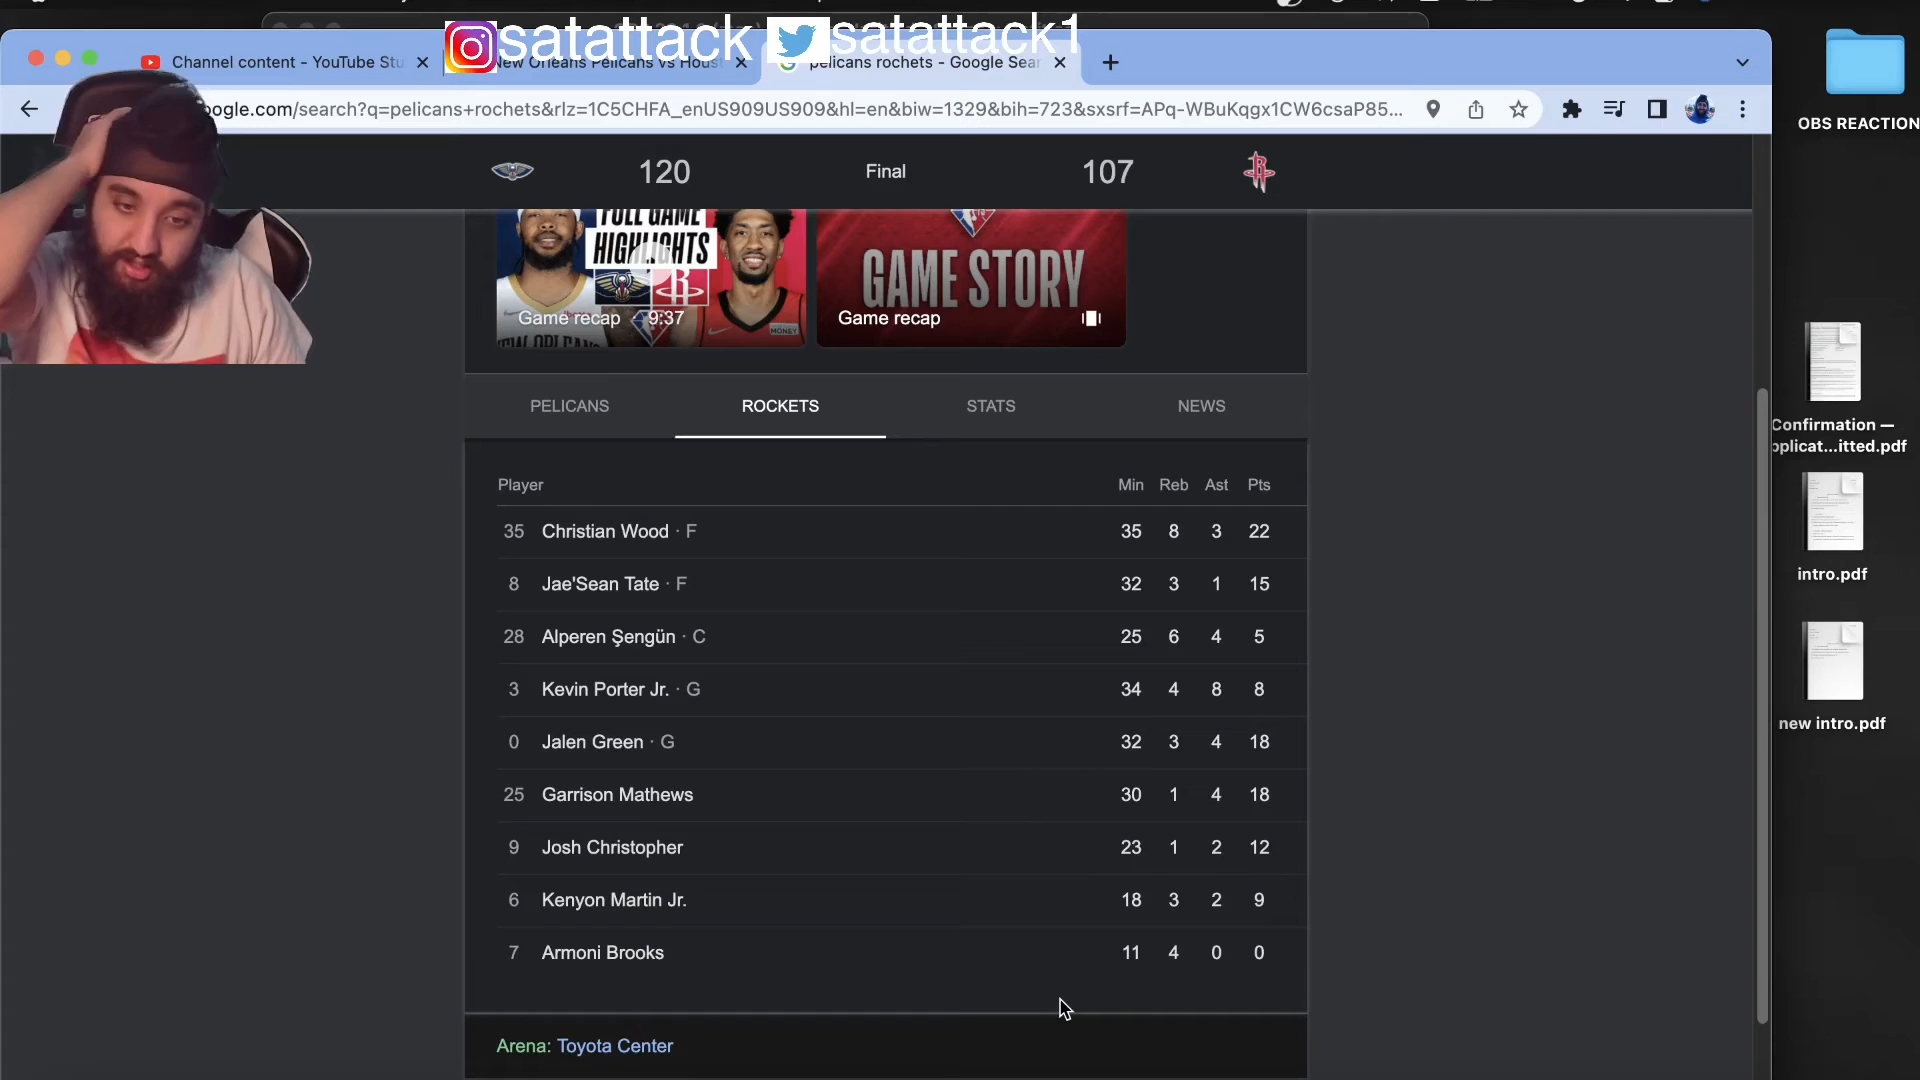 satattack satattack1
Channel content - YouTube Stu
New Orleans Pelicans vs Houst
pelicans rochets - Google Sear
oogle.com/search?q=pelicans+rochets&rlz=1C5CHFA_enUS909US909&hl=en&biw=1329&bih=723&sxsrf=APq-WBuKqgx1CW6csaP85...
OBS REACTION
120 Final 107
FULL GAME
HIGHLIGHTS
Game recap 9:37
MONEY
NEW ORLEANS
GAME STORY
Game recap
PELICANS ROCKETS STATS NEWS
Player Min Reb Ast Pts
35 Christian Wood · F 35 8 3 22
8 Jae'Sean Tate · F 32 3 1 15
28 Alperen Şengün · C 25 6 4 5
3 Kevin Porter Jr. · G 34 4 8 8
0 Jalen Green · G 32 3 4 18
25 Garrison Mathews 30 1 4 18
9 Josh Christopher 23 1 2 12
6 Kenyon Martin Jr. 18 3 2 9
7 Armoni Brooks 11 4 0 0
Arena: Toyota Center
Confirmation —
pplicat...itted.pdf
intro.pdf
new intro.pdf